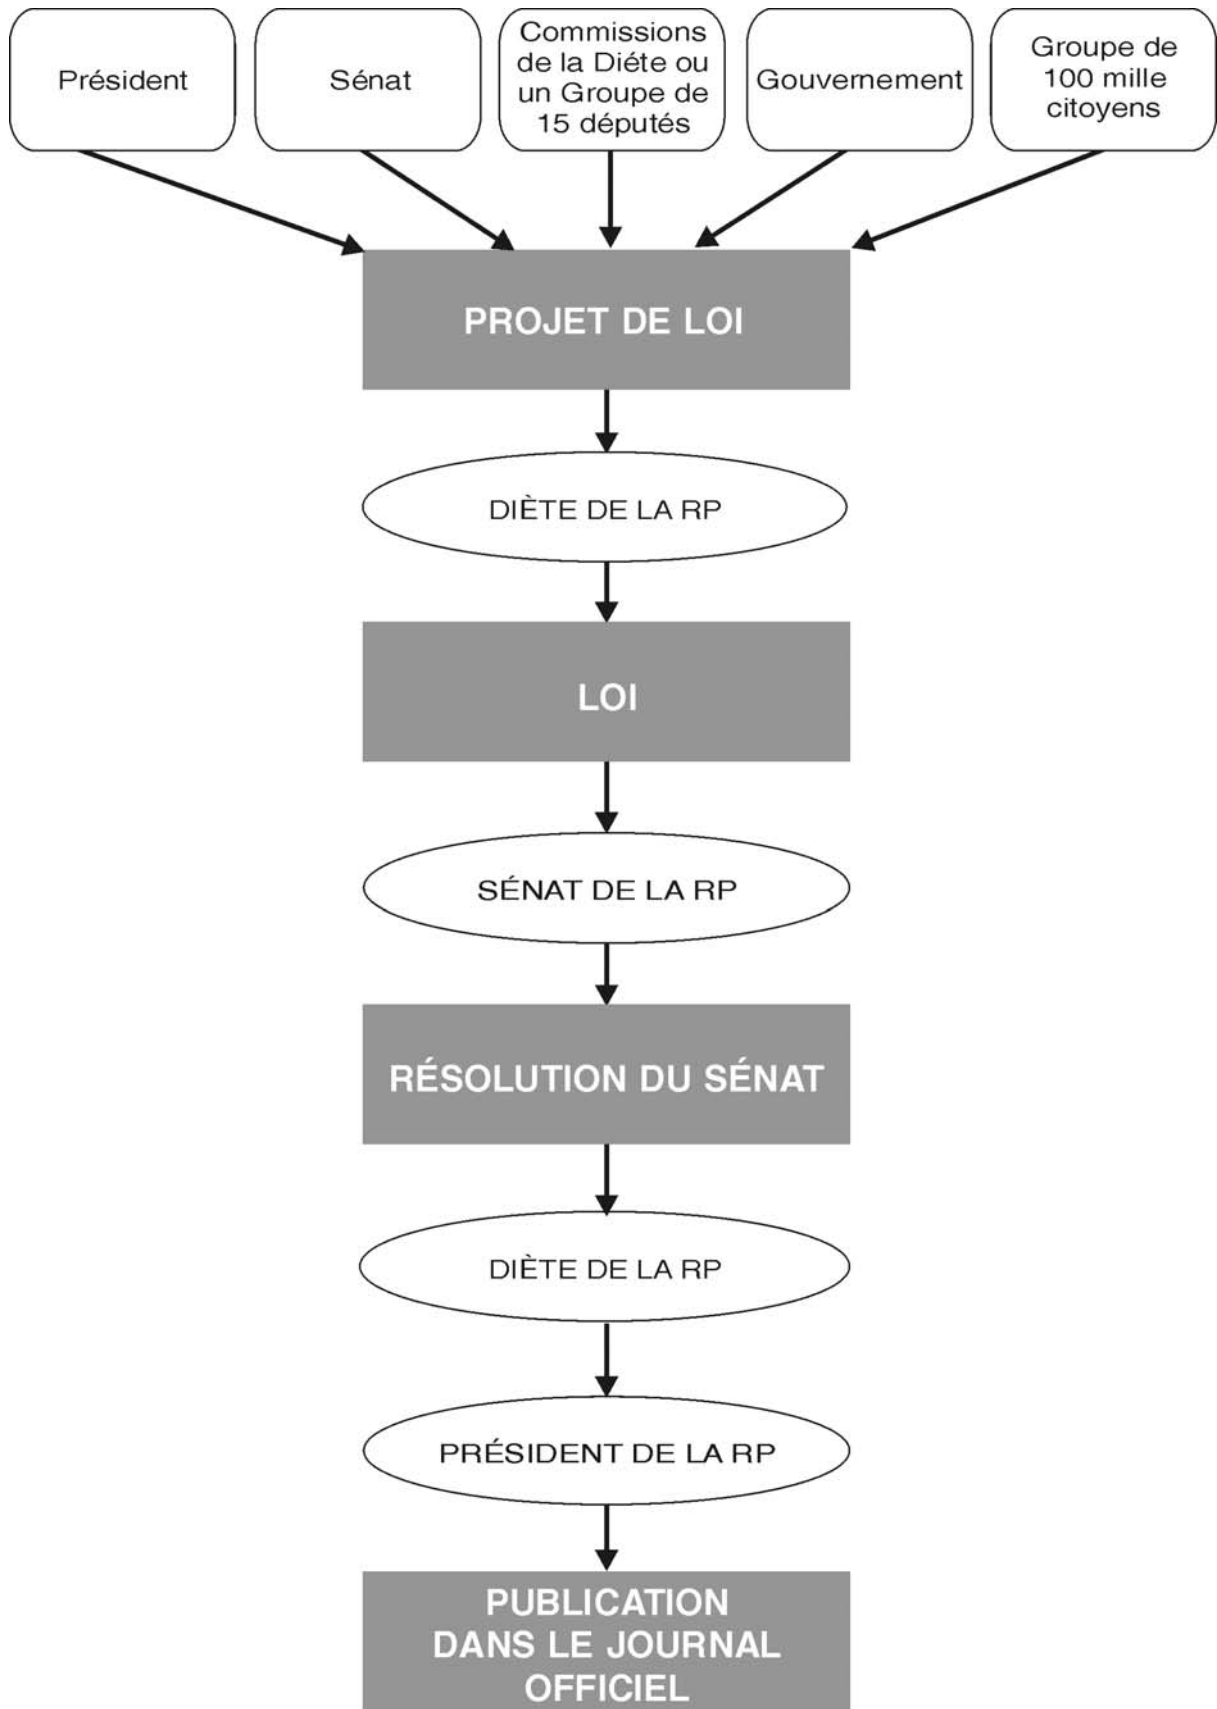 Président
Sénat
Commissions
de la Diéte ou
un Groupe de
15 députés
Gouvernement
Groupe de
100 mille
citoyens
PROJET DE LOI
DIÈTE DE LA RP
LOI
SÉNAT DE LA RP
RÉSOLUTION DU SÉNAT
DIÈTE DE LA RP
PRÉSIDENT DE LA RP
PUBLICATION
DANS LE JOURNAL
OFFICIEL